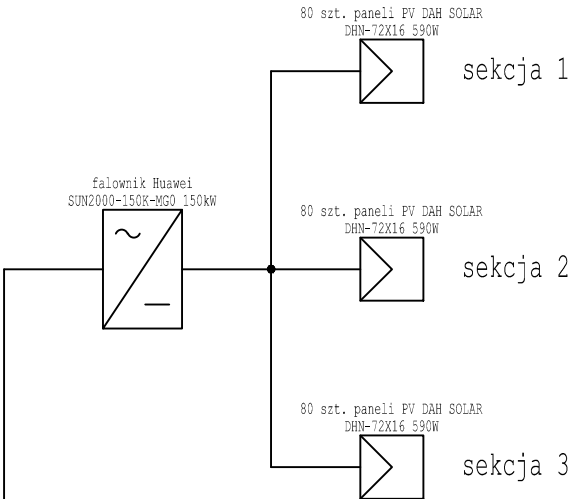 80 szt. paneli PV DAH SOLAR
DHN-72X16 590W
sekcja 1
falownik Huawei
SUN2000-150K-MG0 150kW
80 szt. paneli PV DAH SOLAR
DHN-72X16 590W
sekcja 2
80 szt. paneli PV DAH SOLAR
DHN-72X16 590W
sekcja 3